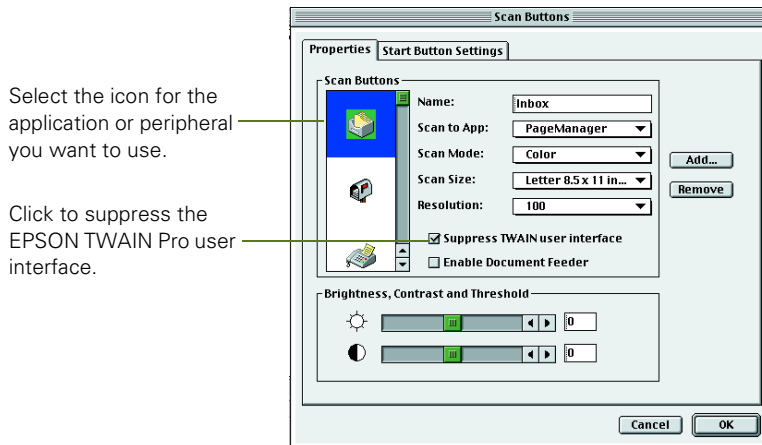 Scan Buttons
Properties
Start Button Settings
Select the icon for the
application or peripheral
you want to use.
Click to suppress the
EPSON TWAIN Pro user
interface.
Scan Buttons
Name:
Inbox
Scan to App:
PageManager
Scan Mode:
Color
Scan Size:
Letter 8.5 x 11 in...
Resolution:
100
Suppress TWAIN user interface
Enable Document Feeder
Add...
Remove
Brightness, Contrast and Threshold
0
0
Cancel
OK